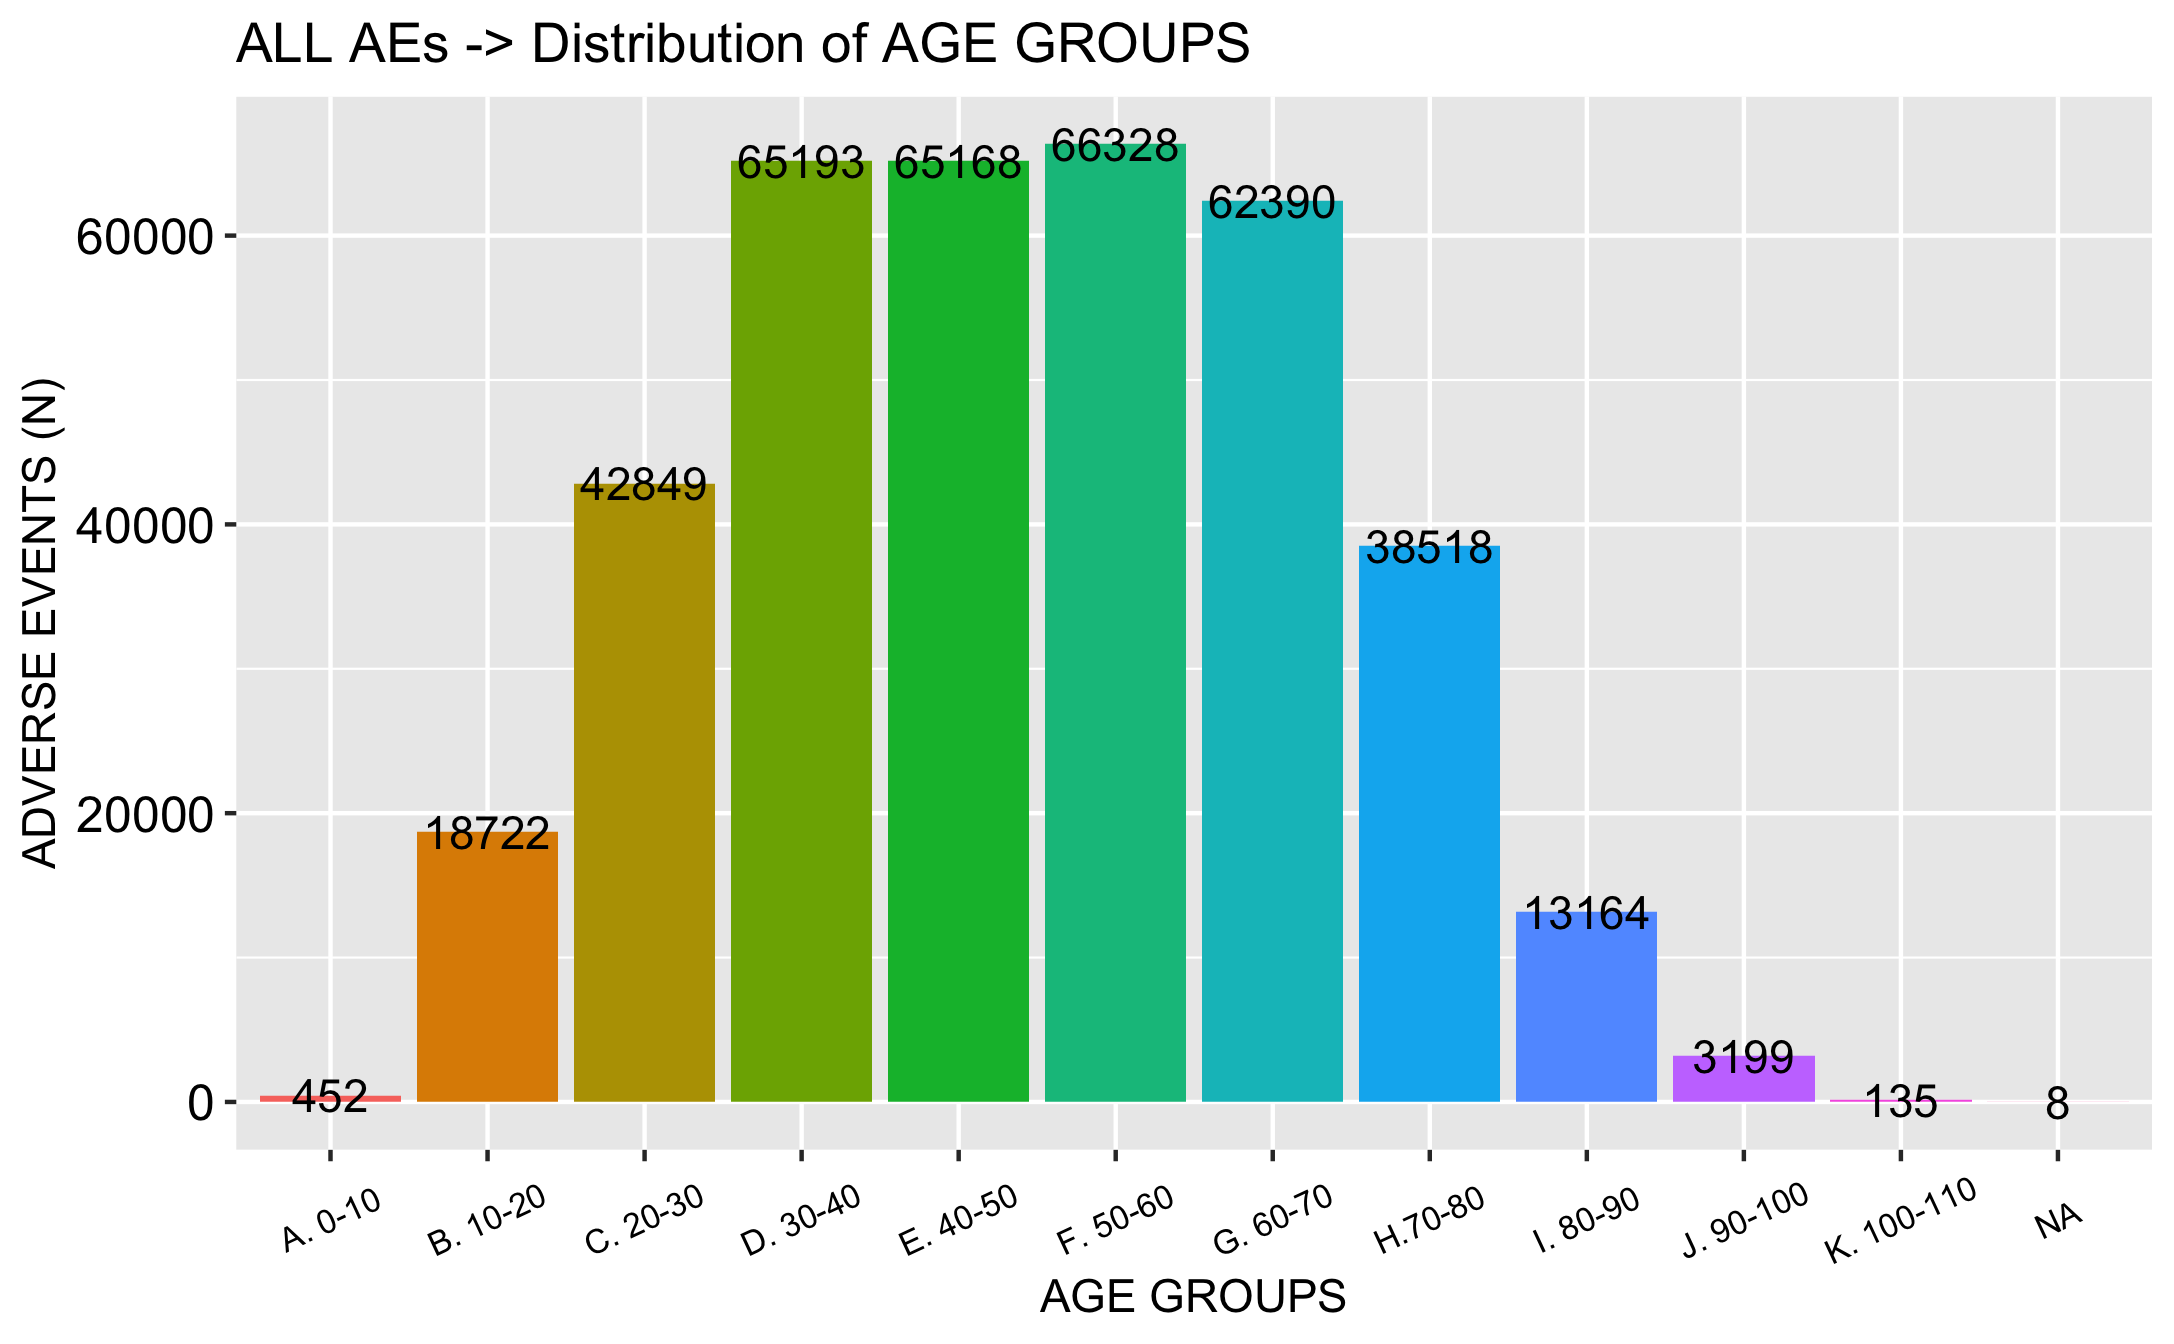 ALL AEs -> Distribution of AGE GROUPS
ADVERSE EVENTS (N)
60000
40000
20000
0
452
18722
42849
65193
65168
66328
62390
38518
13164
3199
135
8
A. 0-10
B. 10-20
C. 20-30
D. 30-40
E. 40-50
F. 50-60
G. 60-70
H.70-80
I. 80-90
J. 90-100
K. 100-110
NA
AGE GROUPS